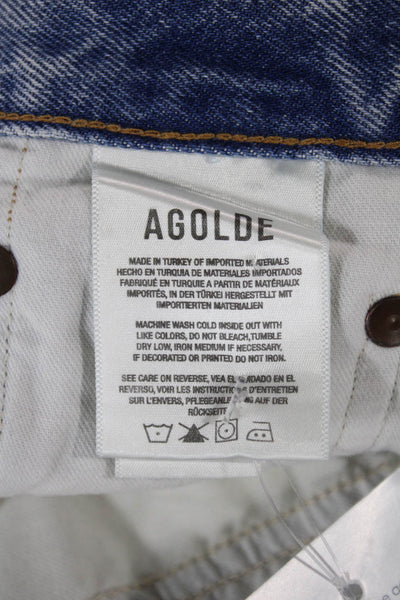 AGOLDE
MADE IN TURKEY OF IMPORTED MATERIALS
HECHO EN TURQUIA DE MATERIALES IMPORTADOS
FABRIQUÉ EN TURQUIE A PARTIR DE MATÉRIAUX
IMPORTÉS, IN DER TÜRKEI HERGESTELLT MIT
IMPORTIERTEN MATERIALIEN
MACHINE WASH COLD INSIDE OUT WITH
LIKE COLORS, DO NOT BLEACH,TUMBLE
DRY LOW, IRON MEDIUM IF NECESSARY.
IF DECORATED OR PRINTED DO NOT IRON.
SEE CARE ON REVERSE, VEA EL CUIDADO EN EL
REVERSO, VOIR LES INSTRUCTIONS D'ENTRETIEN
SUR L'ENVERS, PFLEGEANLEITUNG AUF DER
RÜCKSEITE